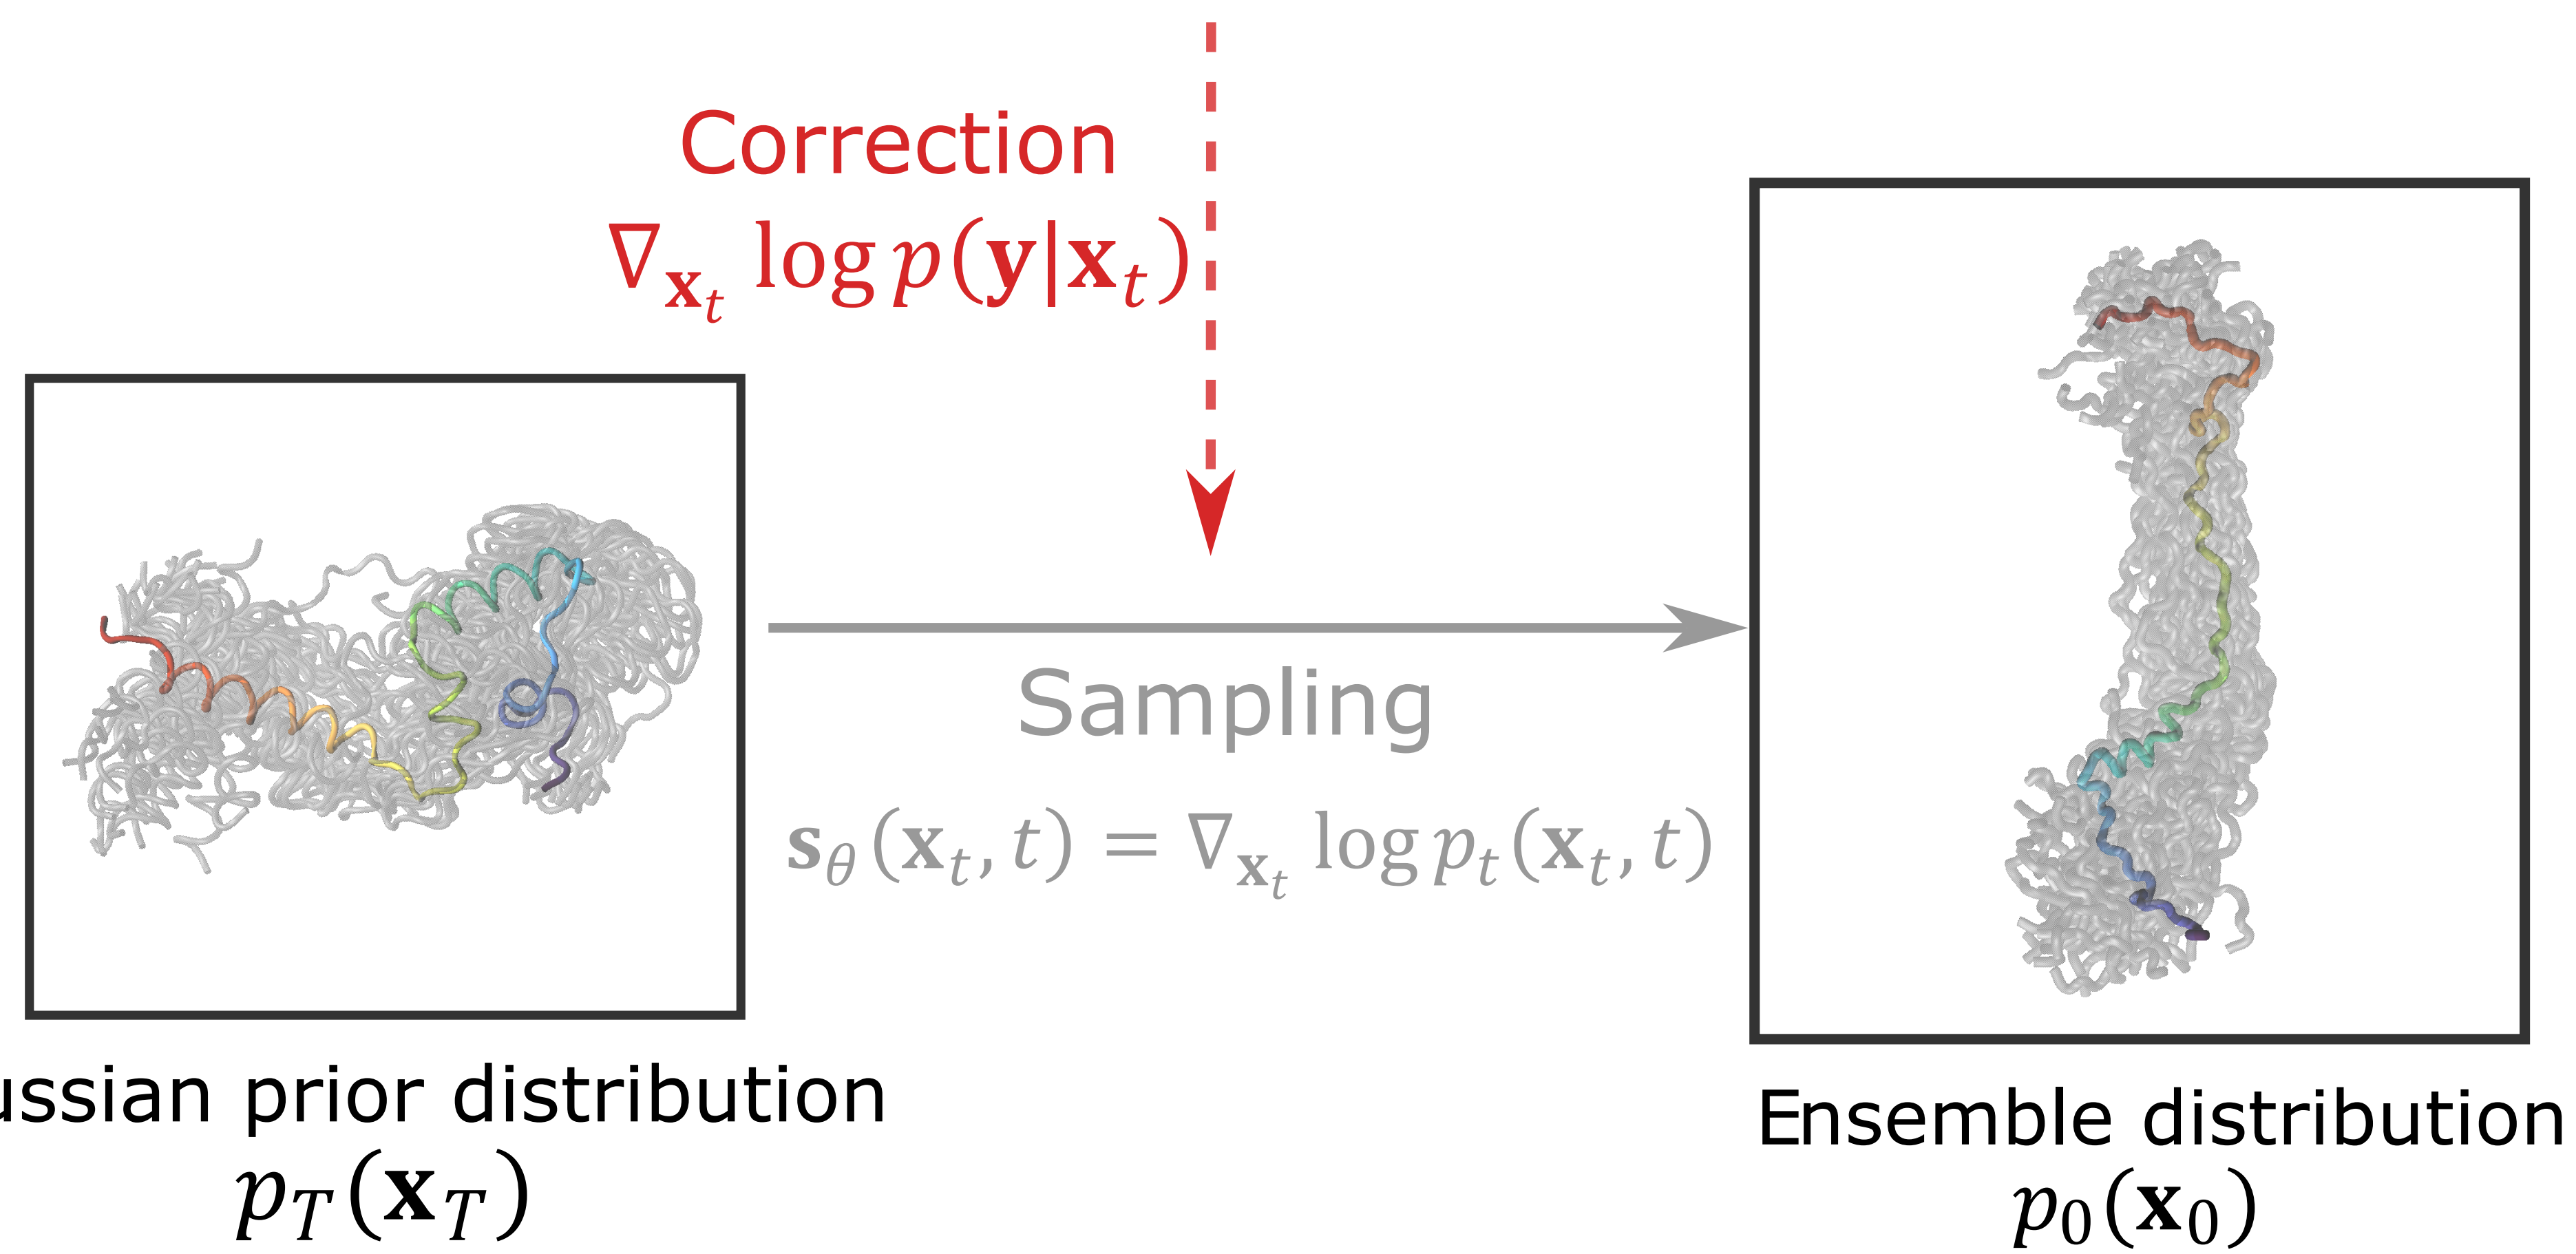 Correction
∇𝐱ₜ log p(𝐲|𝐱ₜ)
Sampling
𝐬θ(𝐱ₜ, t) = ∇𝐱ₜ log pₜ(𝐱ₜ, t)
ussian prior distribution
p_T(𝐱_T)
Ensemble distribution
p₀(𝐱₀)